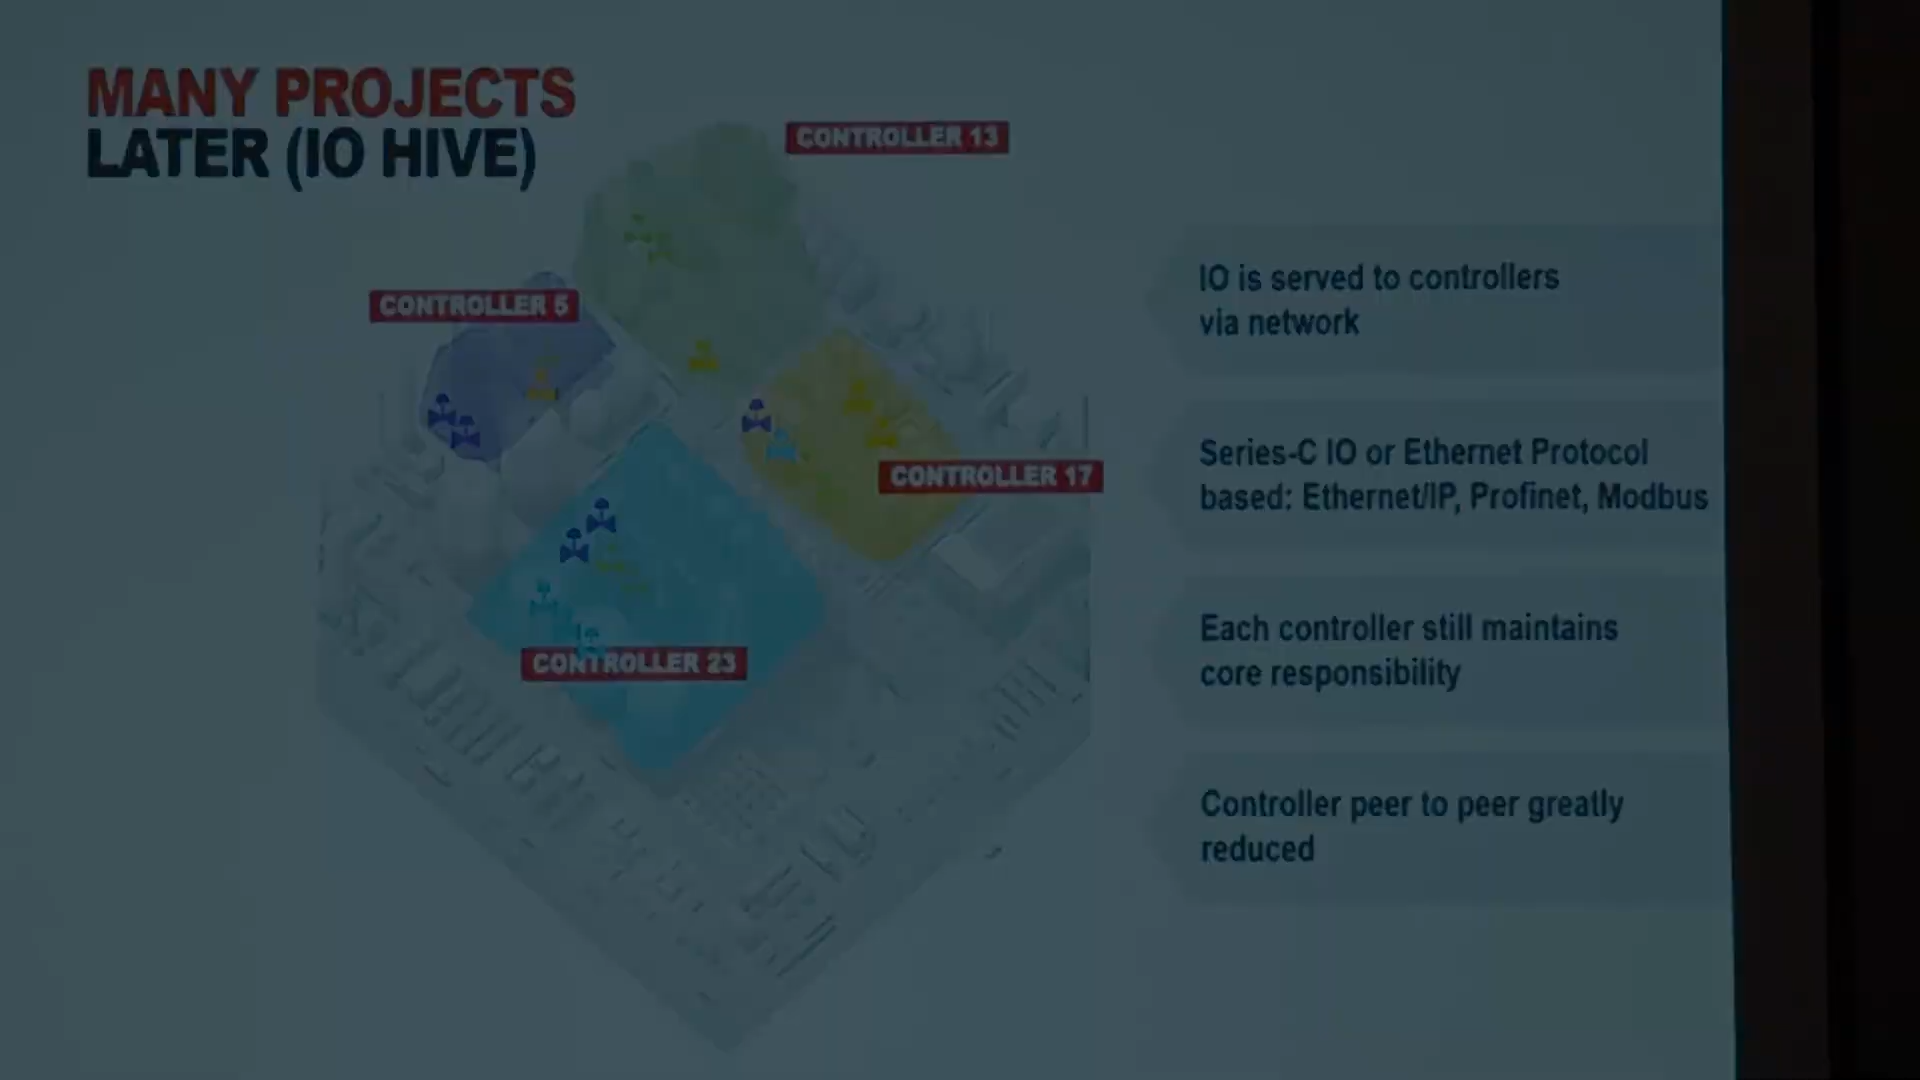 MANY PROJECTS
LATER (IO HIVE)
CONTROLLER 13
CONTROLLER 5
CONTROLLER 17
CONTROLLER 23
IO is served to controllers
via network
Series-C IO or Ethernet Protocol
based: Ethernet/IP, Profinet, Modbus
Each controller still maintains
core responsibility
Controller peer to peer greatly
reduced